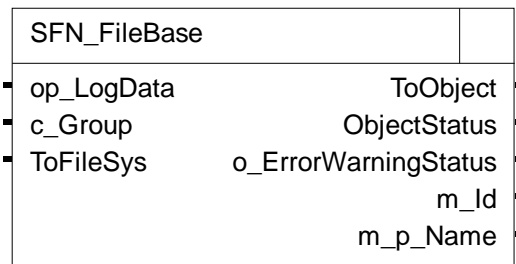 SFN_FileBase
op_LogData ToObject
c_Group ObjectStatus
ToFileSys o_ErrorWarningStatus
m_Id
m_p_Name